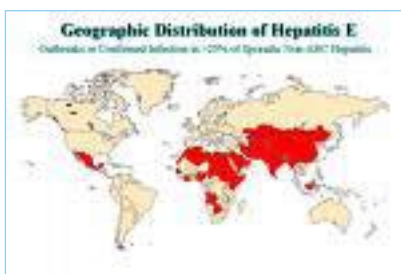 Geographic Distribution of Hepatitis E
Outbreaks or Confirmed Infection in >25% of Sporadic Non-ABC Hepatitis